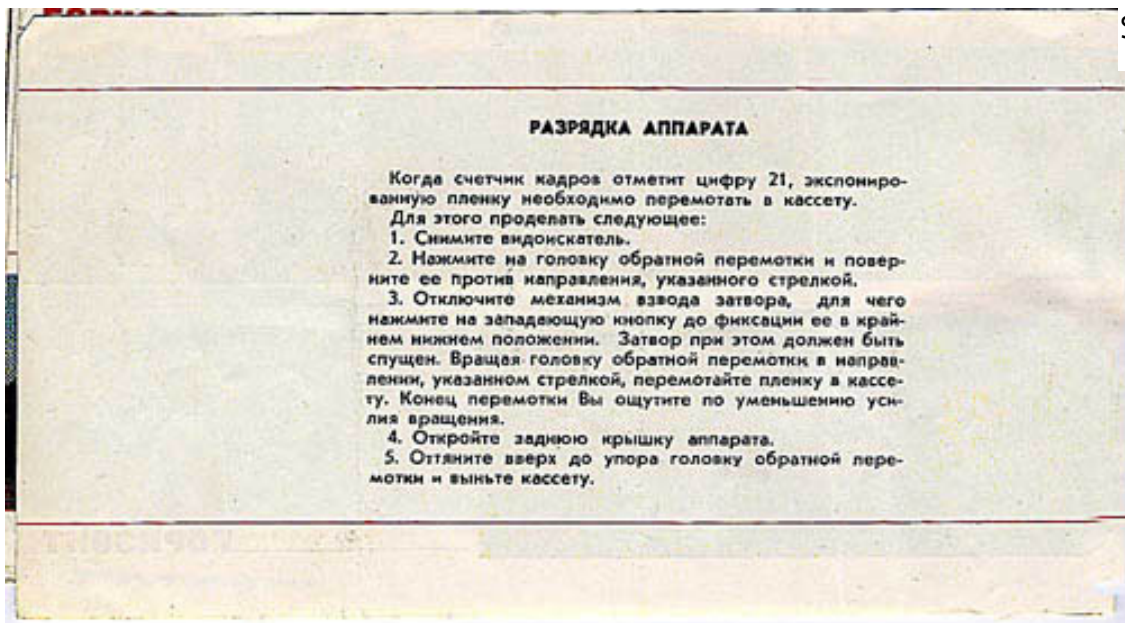 РАЗРЯДКА АППАРАТА
Когда счетчик кадров отметит цифру 21, экспониро-
ванную пленку необходимо перемотать в кассету.
Для этого проделать следующее:
1. Снимите видоискатель.
2. Нажмите на головку обратной перемотки и повер-
ните ее против направления, указанного стрелкой.
3. Отключите механизм взвода затвора, для чего
нажмите на западающую кнопку до фиксации ее в край-
нем нижнем положении. Затвор при этом должен быть
спущен. Вращая головку обратной перемотки в направ-
лении, указанном стрелкой, перемотайте пленку в кассе-
ту. Конец перемотки Вы ощутите по уменьшению уси-
лия вращения.
4. Откройте заднюю крышку аппарата.
5. Оттяните вверх до упора головку обратной пере-
мотки и выньте кассету.